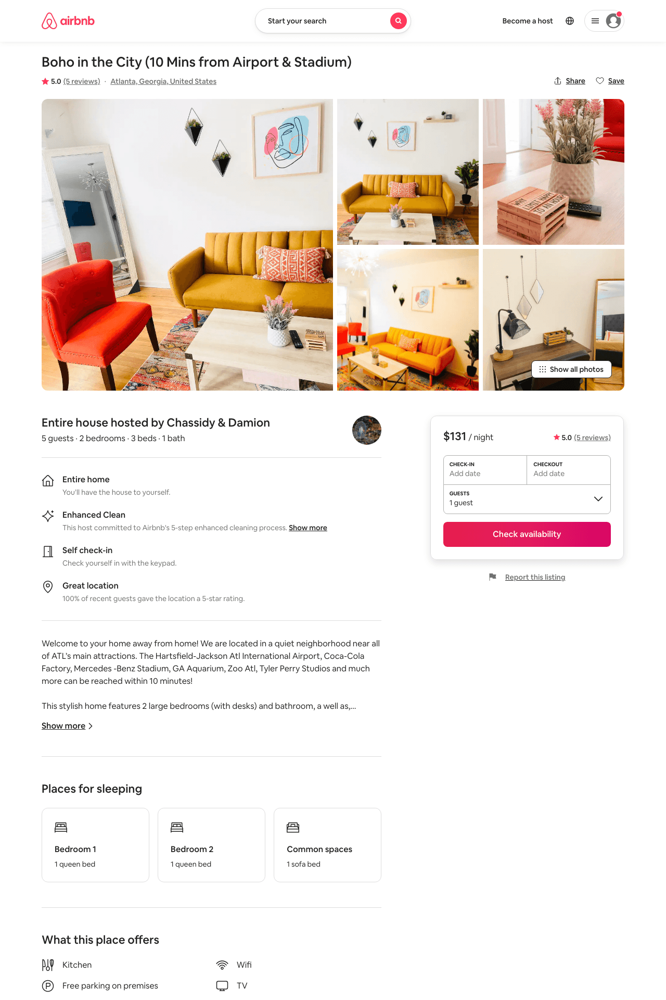 airbnb
Start your search
Become a host
Boho in the City (10 Mins from Airport & Stadium)
5.0 (5 reviews) · Atlanta, Georgia, United States
Share
Save
WHY
LIMIT HAPPY
TO AN HOUR?
Show all photos
Entire house hosted by Chassidy & Damion
5 guests · 2 bedrooms · 3 beds · 1 bath
Entire home
You’ll have the house to yourself.
Enhanced Clean
This host committed to Airbnb's 5-step enhanced cleaning process. Show more
Self check-in
Check yourself in with the keypad.
Great location
100% of recent guests gave the location a 5-star rating.
$131 / night
5.0 (5 reviews)
CHECK-IN
Add date
CHECKOUT
Add date
GUESTS
1 guest
Check availability
Report this listing
Welcome to your home away from home! We are located in a quiet neighborhood near all
of ATL’s main attractions. The Hartsfield-Jackson Atl International Airport, Coca-Cola
Factory, Mercedes -Benz Stadium, GA Aquarium, Zoo Atl, Tyler Perry Studios and much
more can be reached within 10 minutes!
This stylish home features 2 large bedrooms (with desks) and bathroom, a well as,...
Show more
Places for sleeping
Bedroom 1
1 queen bed
Bedroom 2
1 queen bed
Common spaces
1 sofa bed
What this place offers
Kitchen
Wifi
Free parking on premises
TV